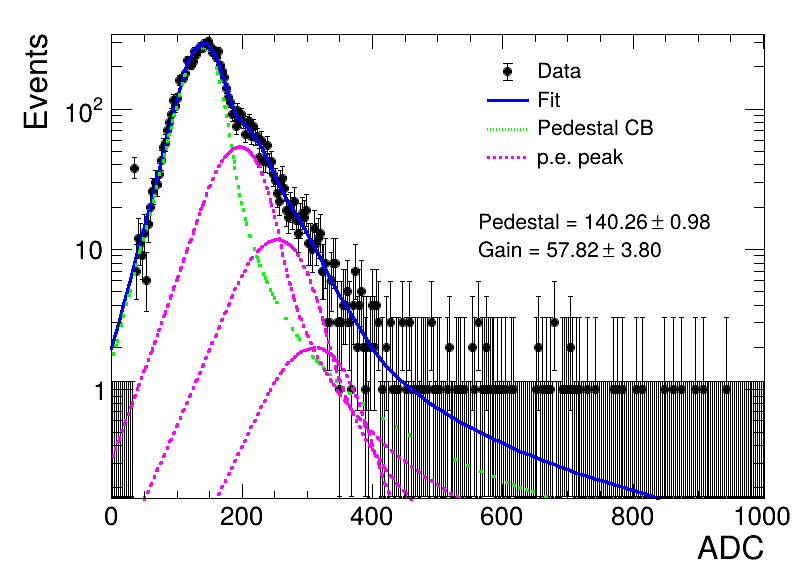 Events
10²
10
1
Data
Fit
Pedestal CB
p.e. peak
Pedestal = 140.26 ± 0.98
Gain = 57.82 ± 3.80
0 200 400 600 800 1000
ADC